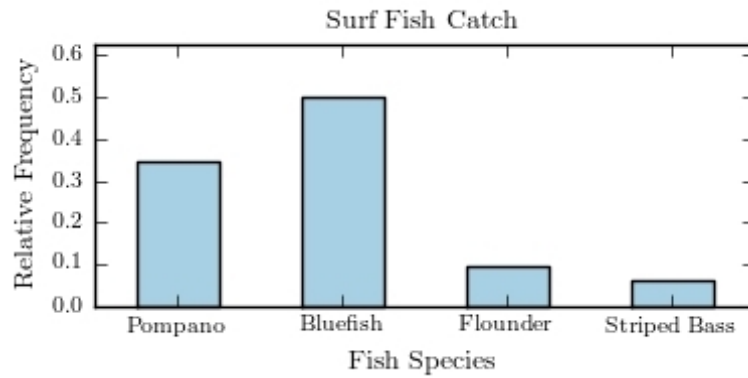 Surf Fish Catch
Relative Frequency
0.6
0.5
0.4
0.3
0.2
0.1
0.0
Pompano Bluefish Flounder Striped Bass
Fish Species